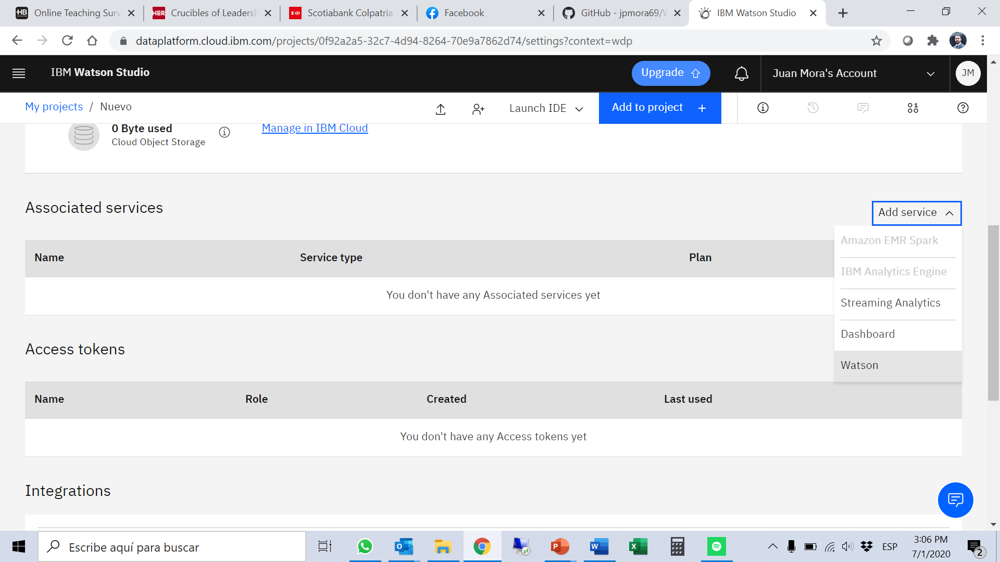 Online Teaching Surv
Crucibles of Leadersh
Scotiabank Colpatria
Facebook
GitHub - jpmora69/W
IBM Watson Studio
dataplatform.cloud.ibm.com/projects/0f92a2a5-32c7-4d94-8264-70e9a7862d74/settings?context=wdp
IBM Watson Studio
Upgrade
Juan Mora's Account
JM
My projects / Nuevo
Launch IDE
Add to project +
0 Byte used
Cloud Object Storage
Manage in IBM Cloud
Associated services
Add service
Amazon EMR Spark
IBM Analytics Engine
Streaming Analytics
Dashboard
Watson
Name Service type Plan
You don't have any Associated services yet
Access tokens
Name Role Created Last used
You don't have any Access tokens yet
Integrations
Escribe aquí para buscar
ESP
3:06 PM
7/1/2020
2